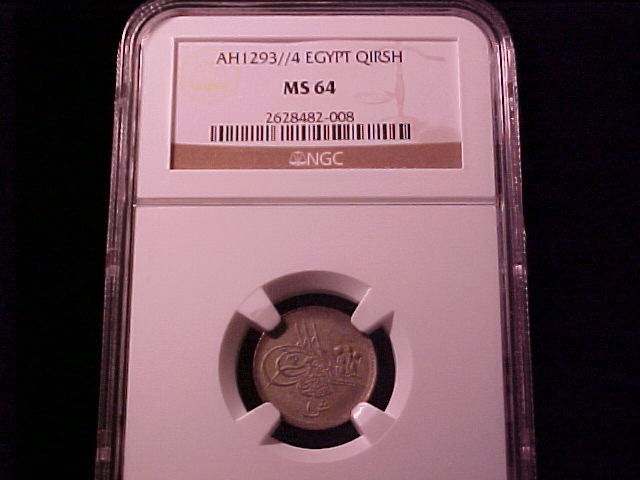 AH1293//4 EGYPT QIRSH
MS 64
2628482-008
NGC